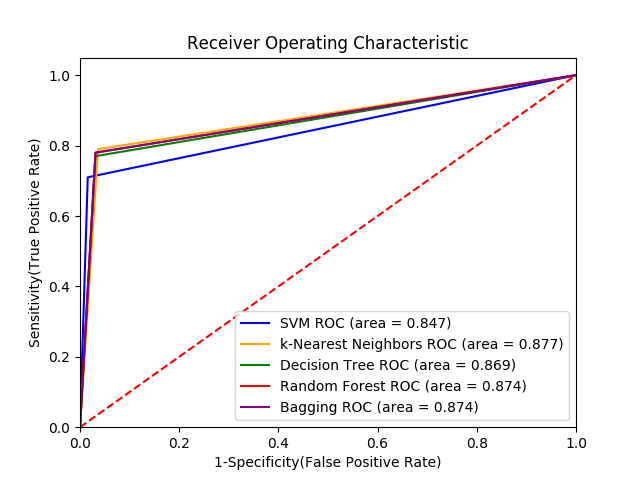 Receiver Operating Characteristic
1.0
0.8
0.6
0.4
0.2
0.0
Sensitivity(True Positive Rate)
SVM ROC (area = 0.847)
k-Nearest Neighbors ROC (area = 0.877)
Decision Tree ROC (area = 0.869)
Random Forest ROC (area = 0.874)
Bagging ROC (area = 0.874)
0.0 0.2 0.4 0.6 0.8 1.0
1-Specificity(False Positive Rate)